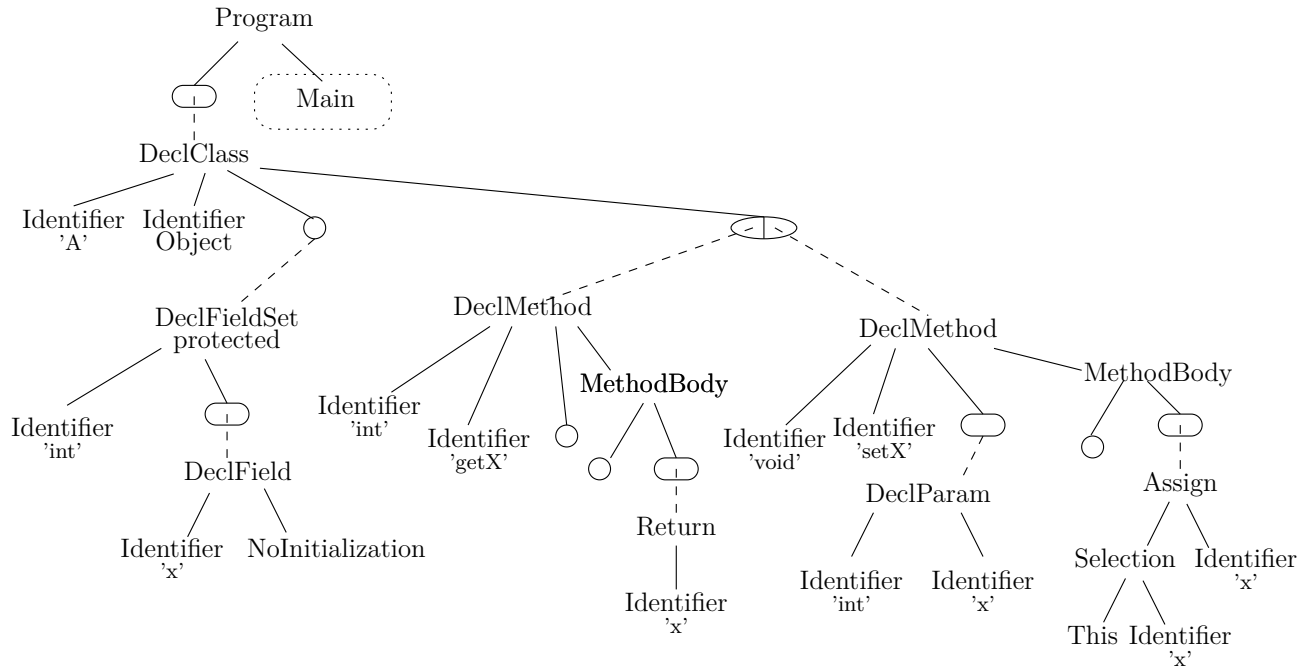 Program
Main
DeclClass
Identifier Identifier
'A' Object
DeclMethod
DeclFieldSet
protected
DeclMethod
MethodBody
MethodBody
Identifier
'int'
Identifier
'int'
Identifier
'getX'
Identifier
'void'
Identifier
'setX'
DeclField
DeclParam
Assign
Return
Identifier
'x'
NoInitialization
Selection
Identifier
'x'
Identifier
'int'
Identifier
'x'
Identifier
'x'
This
Identifier
'x'